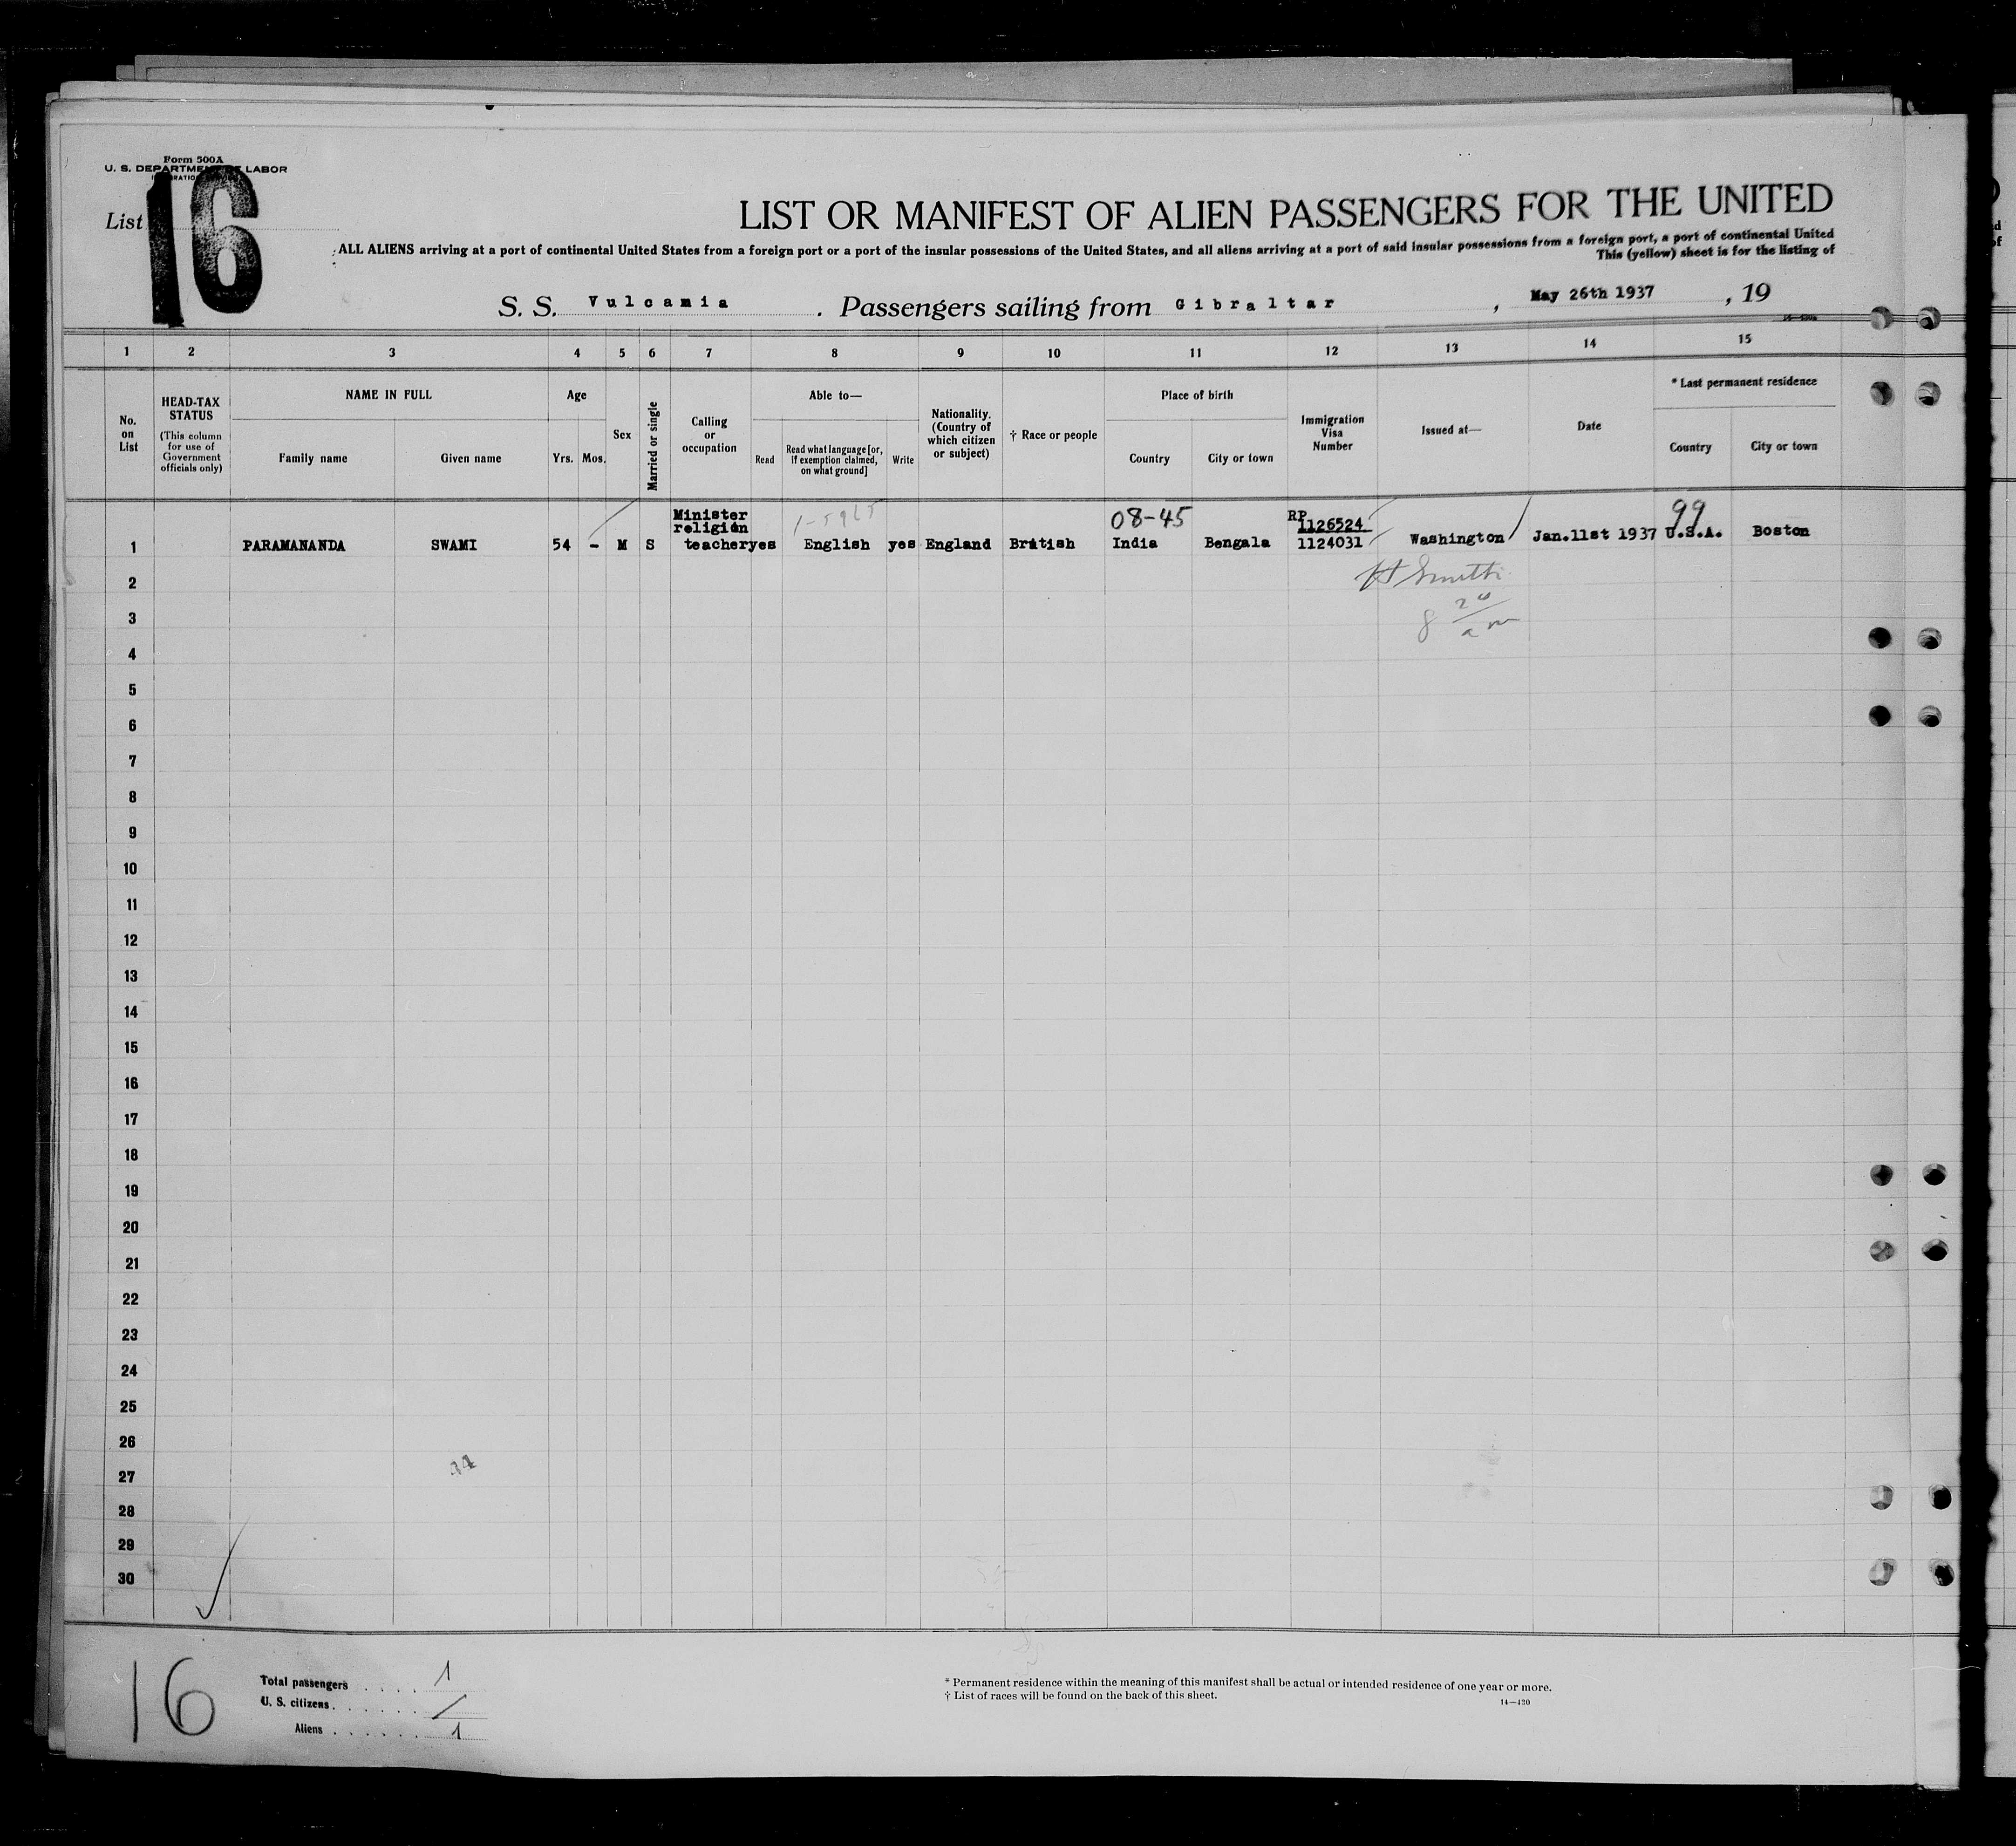 Form 500A
U. S. DEPARTMENT OF LABOR
List 16
LIST OR MANIFEST OF ALIEN PASSENGERS FOR THE UNITED
ALL ALIENS arriving at a port of continental United States from a foreign port or a port of the insular possessions of the United States, and all aliens arriving at a port of said insular possessions from a foreign port, a port of continental United
This (yellow) sheet is for the listing of
S. S. Vulcania. Passengers sailing from Gibraltar, May 26th 1937, 19
1 2 3 4 5 6 7 8 9 10 11 12 13 14 15
No. on List
HEAD-TAX STATUS
(This column for use of Government officials only)
NAME IN FULL
Family name Given name
Age
Yrs. Mos.
Sex
Married or single
Calling or occupation
Able to—
Read
Read what language [or, if exemption claimed, on what ground]
Write
Nationality. (Country of which citizen or subject)
† Race or people
Place of birth
Country City or town
Immigration Visa Number
Issued at—
Date
* Last permanent residence
Country City or town
Minister religion 08-45 RP 1126524 99
1 PARAMANANDA SWAMI 54 - M S teacher yes English yes England British India Bengala 1124031 Washington Jan.11st 1937 U.S.A. Boston
2 H Smith
3 8 20/am
4
5
6
7
8
9
10
11
12
13
14
15
16
17
18
19
20
21
22
23
24
25
26
27
28
29
30
16
Total passengers . . . . 1
U. S. citizens . . . . . . /
Aliens . . . . . . . 1
* Permanent residence within the meaning of this manifest shall be actual or intended residence of one year or more.
† List of races will be found on the back of this sheet.
14—430